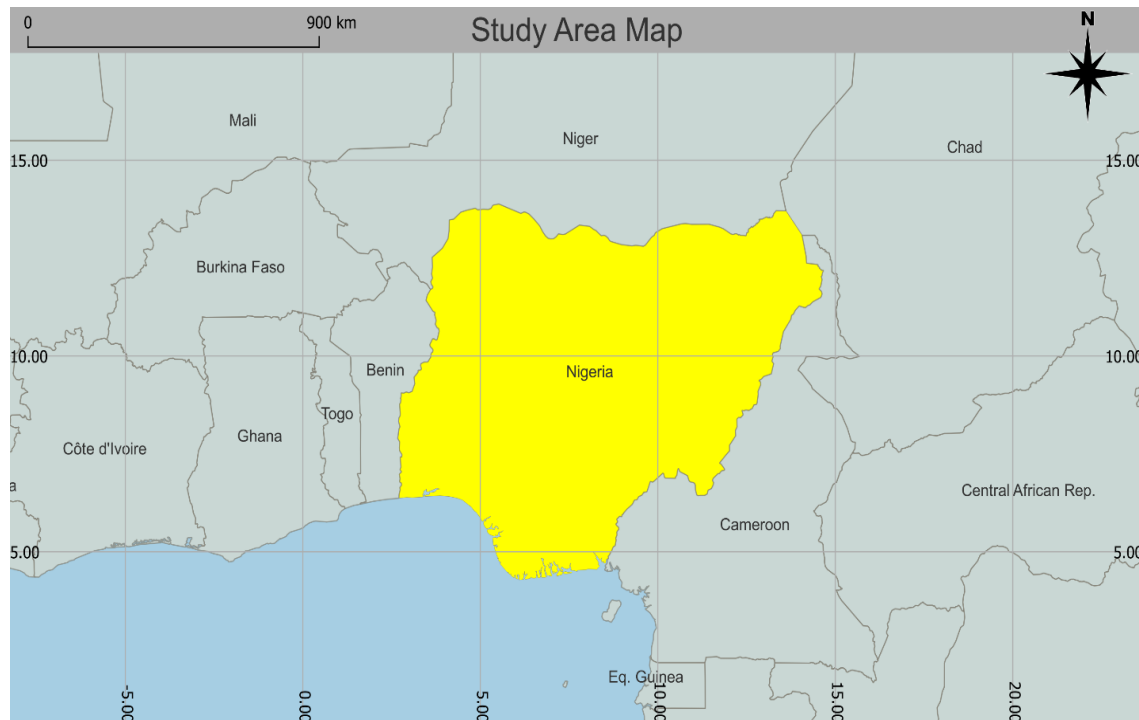 0
900 km
Study Area Map
N
Mali
Niger
Chad
15.00
15.00
Burkina Faso
10.00
Benin
Nigeria
10.00
Togo
Côte d'Ivoire
Ghana
a
Central African Rep.
Cameroon
5.00
5.00
Eq. Guinea
-5.00
0.00
5.00
10.00
15.00
20.00